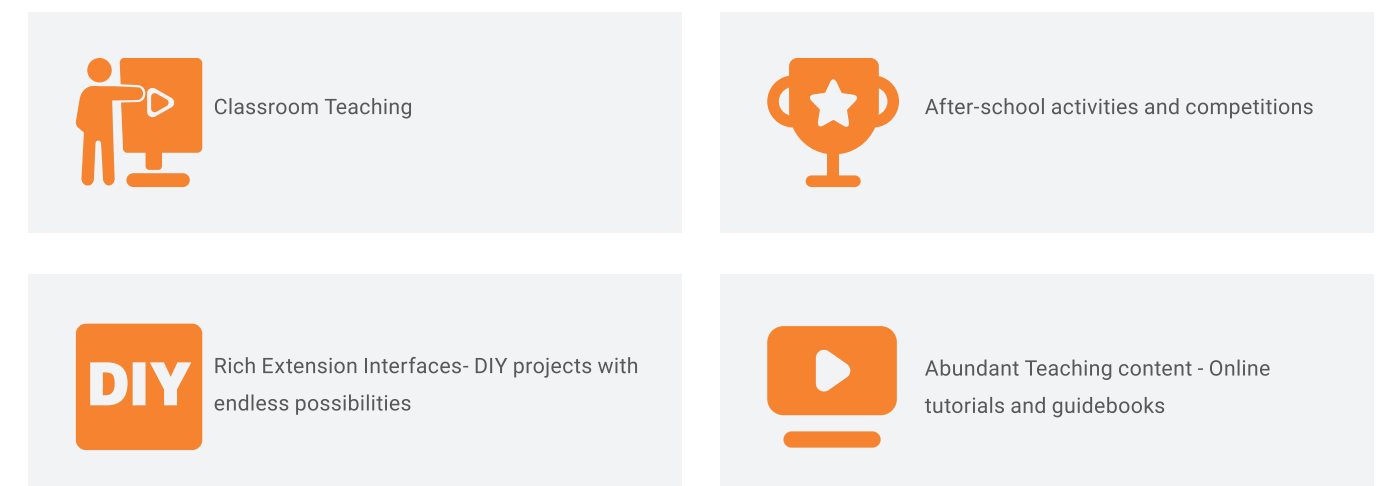 Classroom Teaching
After-school activities and competitions
DIY
Rich Extension Interfaces- DIY projects with
endless possibilities
Abundant Teaching content - Online
tutorials and guidebooks